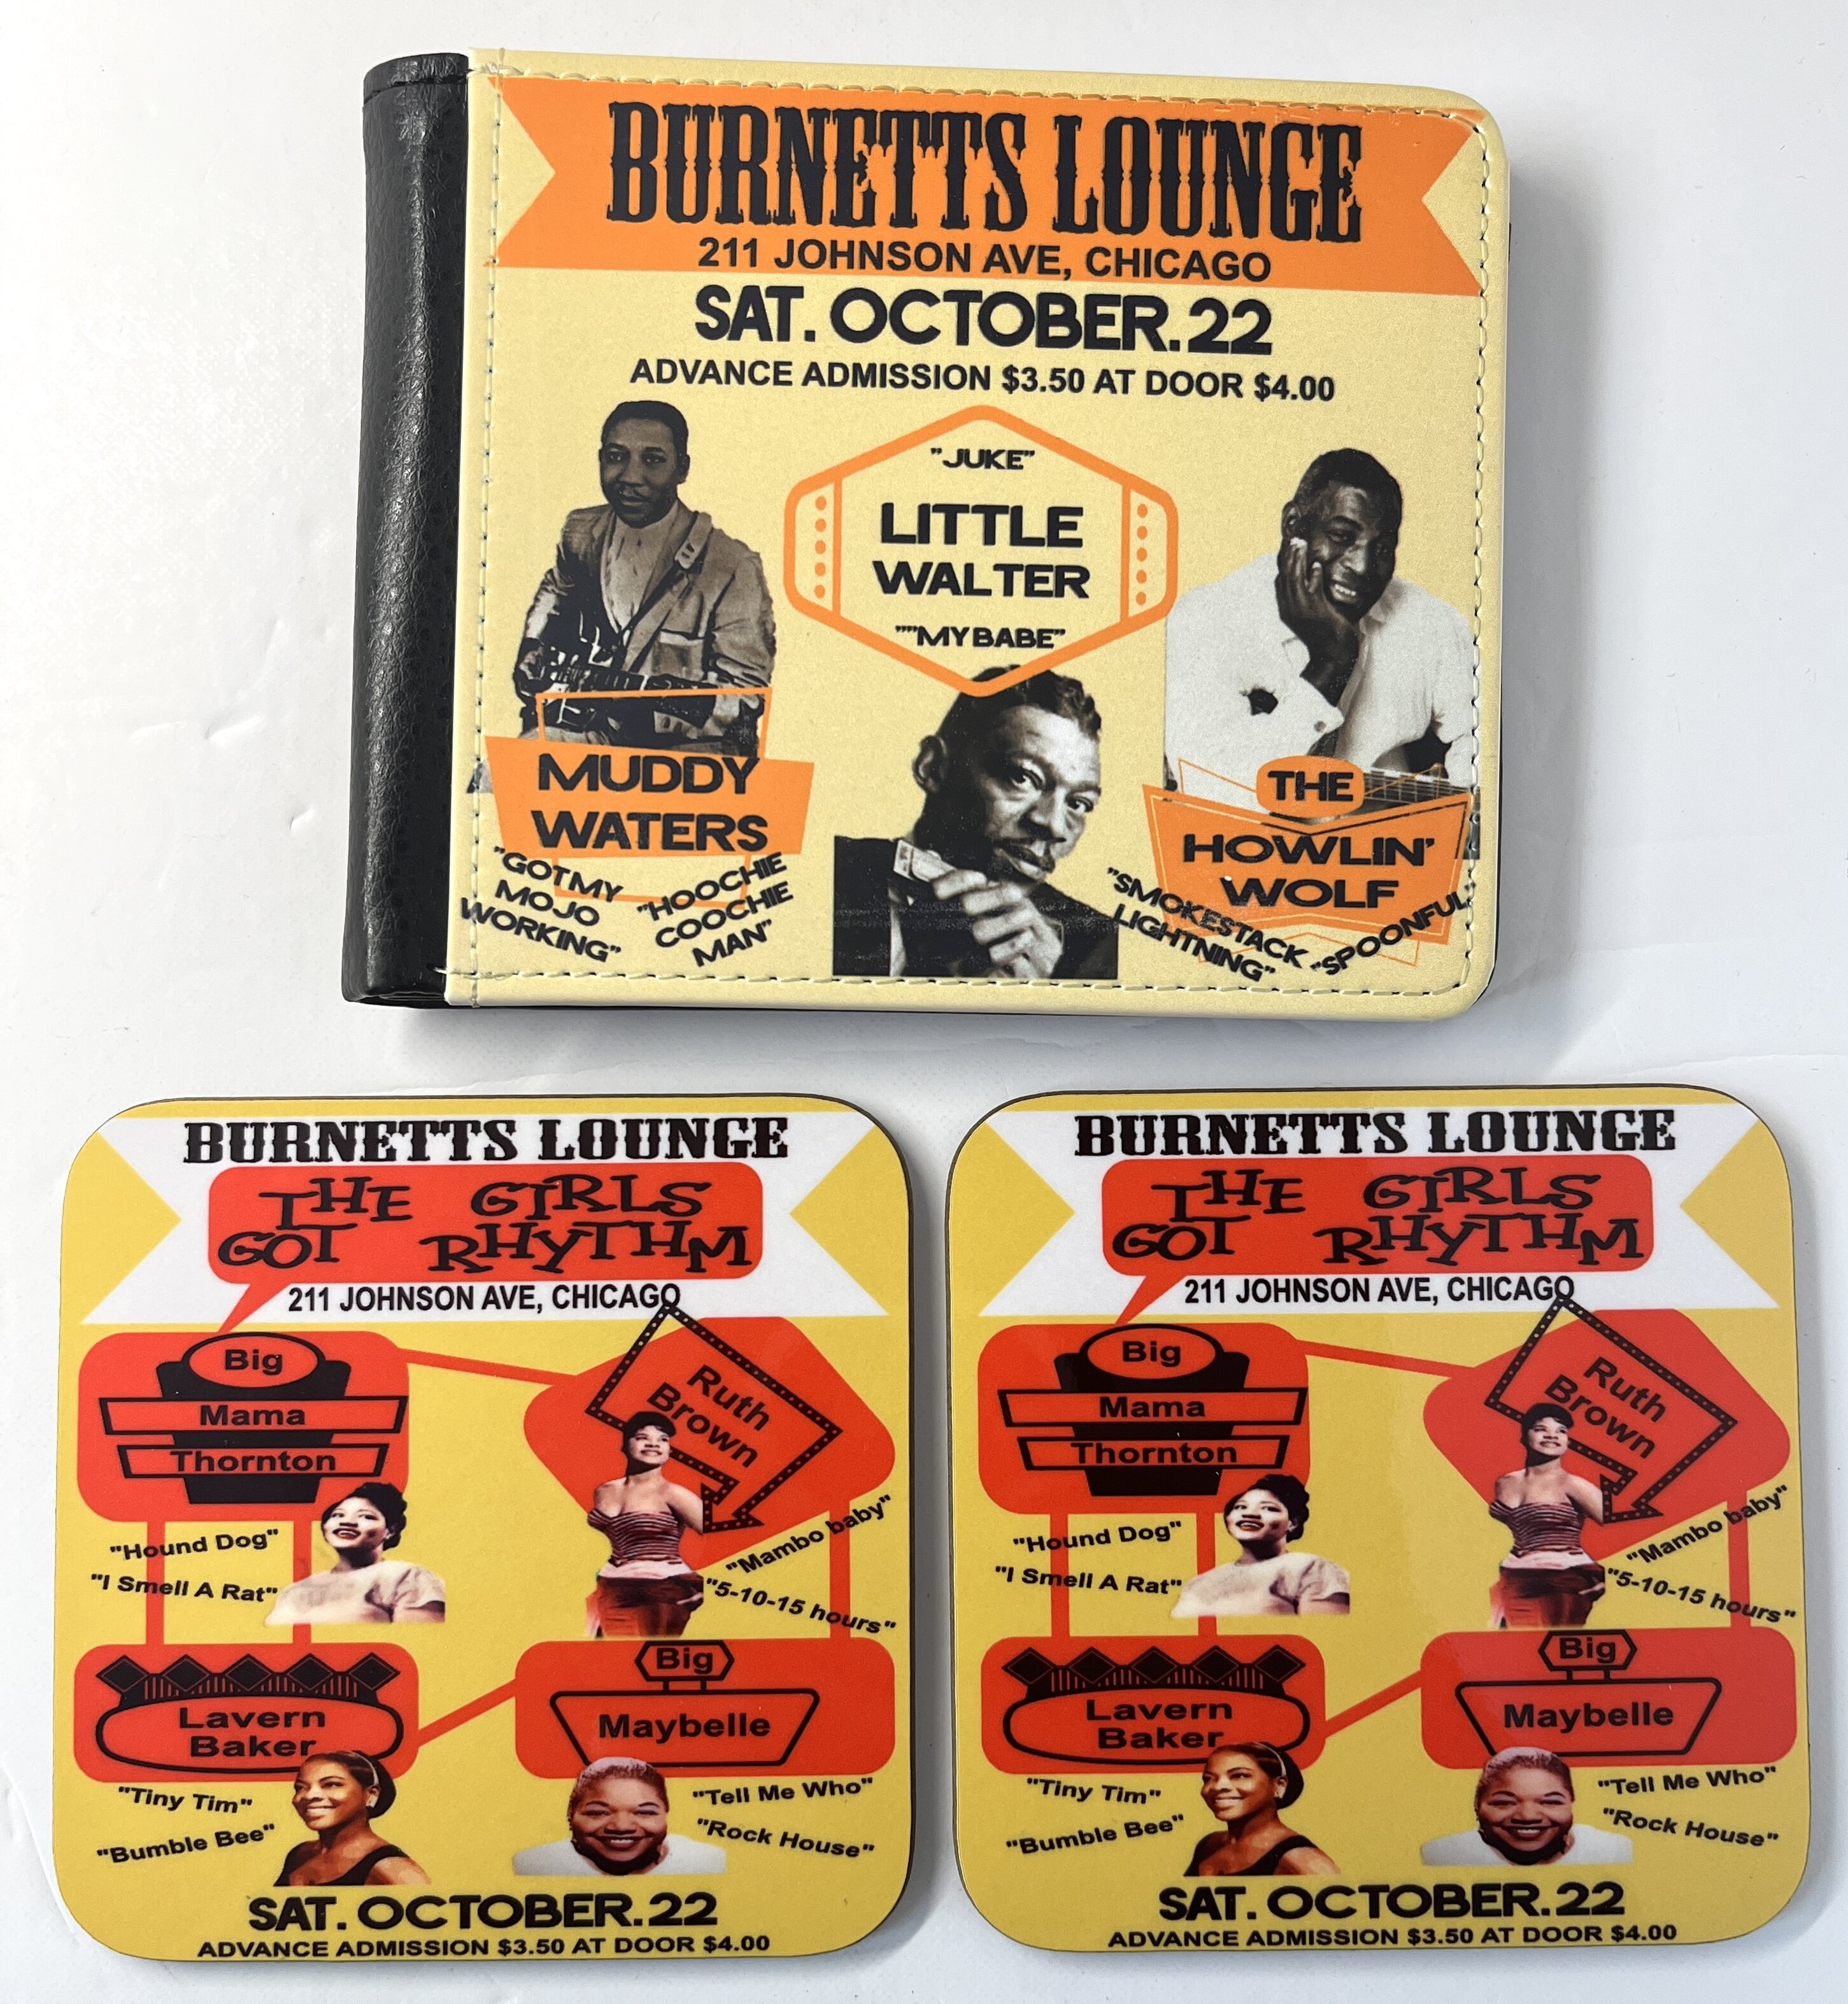 BURNETTS LOUNGE
211 JOHNSON AVE, CHICAGO
SAT. OCTOBER.22
ADVANCE ADMISSION $3.50 AT DOOR $4.00
"JUKE"
LITTLE
WALTER
""MY BABE"
MUDDY
WATERS
"GOT MY
MOJO
WORKING"
"HOOCHIE
COOCHIE
MAN"
THE
HOWLIN'
WOLF
"SMOKESTACK
LIGHTNING"
"SPOONFUL"
BURNETTS LOUNGE
THE GIRLS
GOT RHYTHM
211 JOHNSON AVE, CHICAGO
Big
Mama
Thornton
"Hound Dog"
"I Smell A Rat"
Ruth
Brown
"Mambo baby"
"5-10-15 hours"
Lavern
Baker
"Tiny Tim"
"Bumble Bee"
Big
Maybelle
"Tell Me Who"
"Rock House"
SAT. OCTOBER.22
ADVANCE ADMISSION $3.50 AT DOOR $4.00
BURNETTS LOUNGE
THE GIRLS
GOT RHYTHM
211 JOHNSON AVE, CHICAGO
Big
Mama
Thornton
"Hound Dog"
"I Smell A Rat"
Ruth
Brown
"Mambo baby"
"5-10-15 hours"
Lavern
Baker
"Tiny Tim"
"Bumble Bee"
Big
Maybelle
"Tell Me Who"
"Rock House"
SAT. OCTOBER.22
ADVANCE ADMISSION $3.50 AT DOOR $4.00